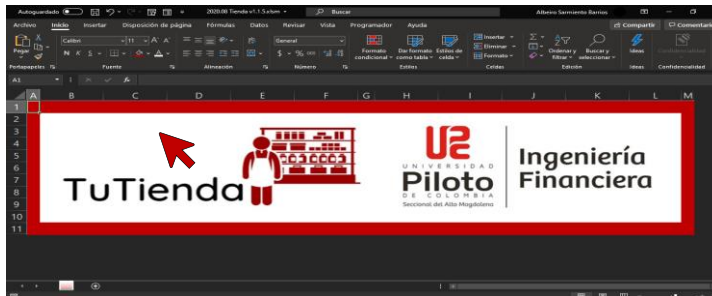 Autoguardado
2020.08 Tienda v1.1.5.xlsm
Buscar
Albeiro Sarmiento Barrios
Archivo Inicio Insertar Disposición de página Fórmulas Datos Revisar Vista Programador Ayuda
Compartir Comentarios
Pegar
Calibri 11
N K S
General
Formato condicional
Dar formato como tabla
Estilos de celda
Insertar
Eliminar
Formato
Ordenar y filtrar
Buscar y seleccionar
Ideas
Confidencialidad
Portapapeles Fuente Alineación Número Estilos Celdas Edición Ideas Confidencialidad
A1
A B C D E F G H I J K L M
1
2
3
4
5
6
7
8
9
10
11
TuTienda
UNIVERSIDAD
Piloto
DE COLOMBIA
Seccional del Alto Magdalena
Ingeniería
Financiera